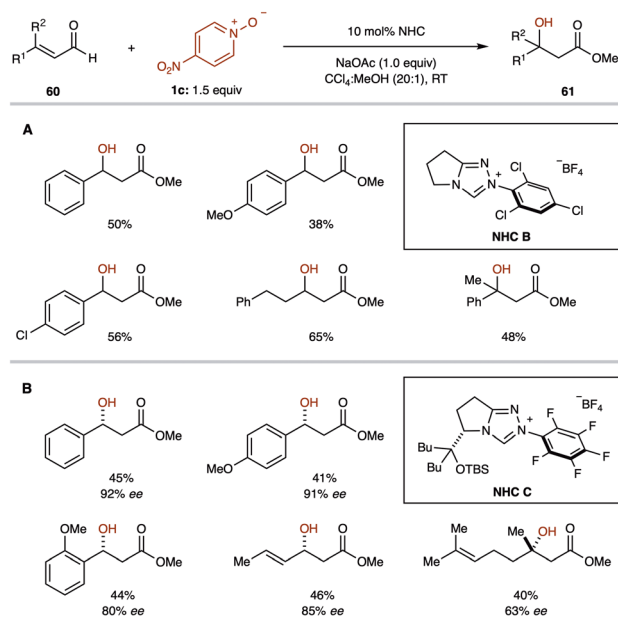 R² O
R¹ H
60
+
O⁻
N⁺
O₂N
1c: 1.5 equiv
10 mol% NHC
NaOAc (1.0 equiv)
CCl₄:MeOH (20:1), RT
OH O
R²
R¹ OMe
61
A
OH O
OMe
50%
OH O
MeO OMe
38%
N N⁺ N Cl Cl Cl
⁻BF₄
NHC B
OH O
Cl OMe
56%
OH O
Ph OMe
65%
OH
Me O
Ph OMe
48%
B
OH O
OMe
45%
92% ee
OH O
MeO OMe
41%
91% ee
N N⁺ N F F F F F
⁻BF₄
Bu
Bu OTBS
NHC C
OMe OH O
OMe
44%
80% ee
OH O
Me OMe
46%
85% ee
Me Me OH O
Me OMe
40%
63% ee